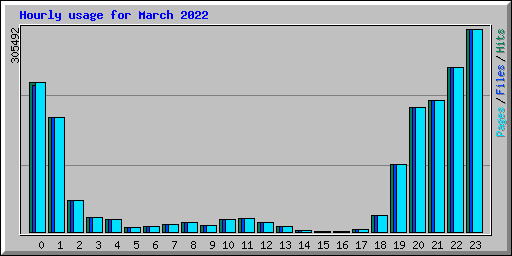 Hourly usage for March 2022
305492
Pages/Files/Hits
0 1 2 3 4 5 6 7 8 9 10 11 12 13 14 15 16 17 18 19 20 21 22 23